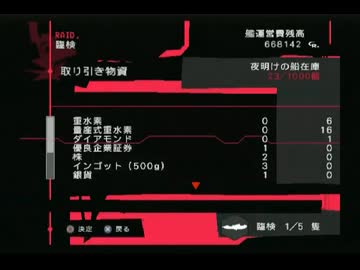 RAID.
臨検
艦運営費残高
668142 Cr.
取り引き物資
夜明けの船在庫
23/1000船
重水素 0 6
量産式重水素 0 16
ダイアモンド 0 1
優良企業証券 1 0
株 2 0
インゴット(500g) 3 0
銀貨 1 0
○ 決定 × 戻る
臨検 1/5 隻